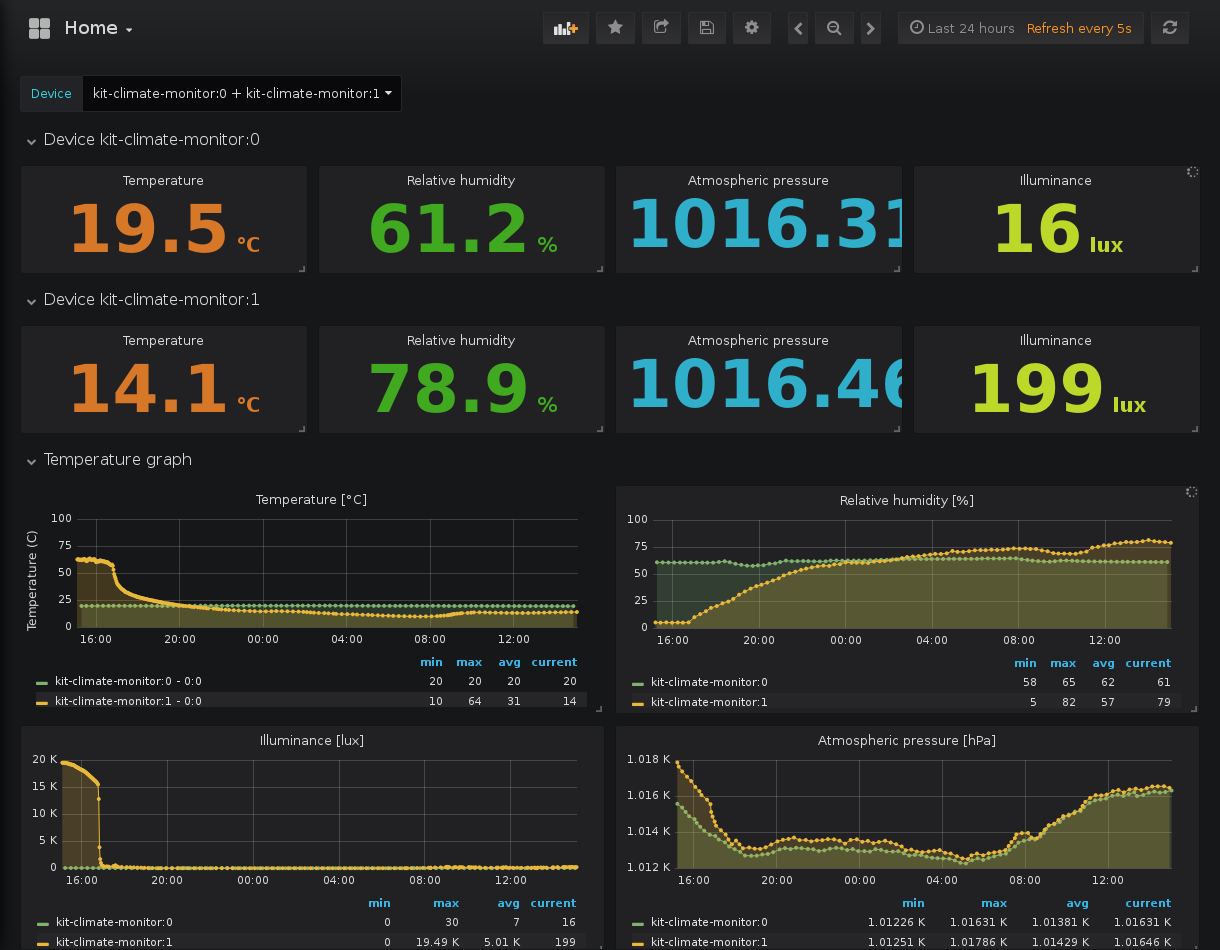 Home
Last 24 hours Refresh every 5s
Device kit-climate-monitor:0 + kit-climate-monitor:1
Device kit-climate-monitor:0
Temperature Relative humidity Atmospheric pressure Illuminance
19.5 °C 61.2 % 1016.31 16 lux
Device kit-climate-monitor:1
Temperature Relative humidity Atmospheric pressure Illuminance
14.1 °C 78.9 % 1016.46 199 lux
Temperature graph
Temperature [°C]
Temperature (C)
100
75
50
25
0
16:00 20:00 00:00 04:00 08:00 12:00
min max avg current
kit-climate-monitor:0 - 0:0 20 20 20 20
kit-climate-monitor:1 - 0:0 10 64 31 14
Relative humidity [%]
100
75
50
25
0
16:00 20:00 00:00 04:00 08:00 12:00
min max avg current
kit-climate-monitor:0 58 65 62 61
kit-climate-monitor:1 5 82 57 79
Illuminance [lux]
20 K
15 K
10 K
5 K
0
16:00 20:00 00:00 04:00 08:00 12:00
min max avg current
kit-climate-monitor:0 0 30 7 16
kit-climate-monitor:1 0 19.49 K 5.01 K 199
Atmospheric pressure [hPa]
1.018 K
1.016 K
1.014 K
1.012 K
16:00 20:00 00:00 04:00 08:00 12:00
min max avg current
kit-climate-monitor:0 1.01226 K 1.01631 K 1.01381 K 1.01631 K
kit-climate-monitor:1 1.01251 K 1.01786 K 1.01429 K 1.01646 K